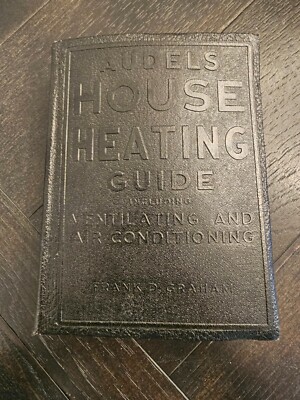 AUDELS
HOUSE
HEATING
GUIDE
INCLUDING
VENTILATING AND
AIR CONDITIONING
FRANK D. GRAHAM